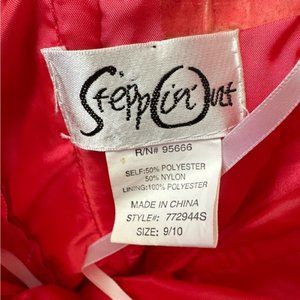 Steppin' Out
R/N# 95666
SELF:50% POLYESTER
50% NYLON
LINING:100% POLYESTER
MADE IN CHINA
STYLE#: 772944S
SIZE: 9/10